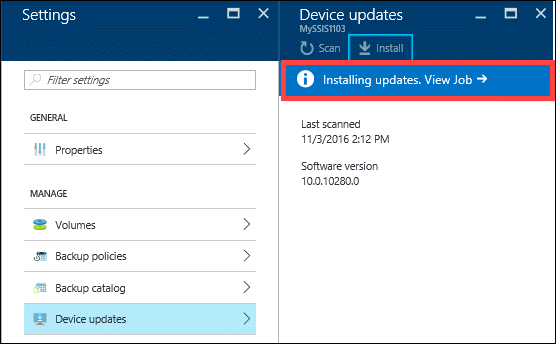 Settings
Filter settings
GENERAL
Properties
MANAGE
Volumes
Backup policies
Backup catalog
Device updates
Device updates
MySSIS1103
Scan Install
Installing updates. View Job →
Last scanned
11/3/2016 2:12 PM
Software version
10.0.10280.0